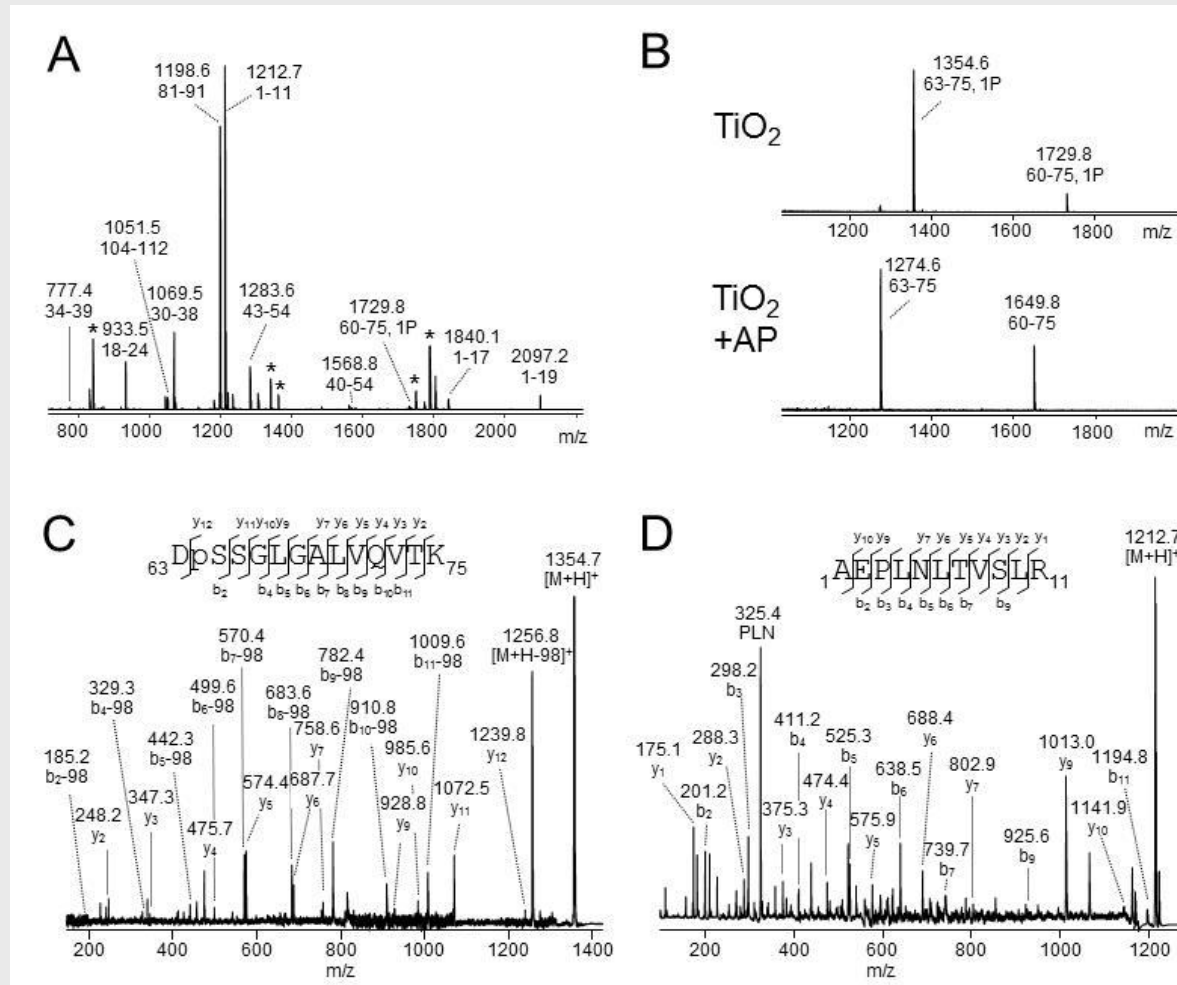 A
1198.6
81-91
1212.7
1-11
1051.5
104-112
777.4
34-39
*
933.5
18-24
1069.5
30-38
1283.6
43-54
*
*
1568.8
40-54
1729.8
60-75, 1P
*
*
1840.1
1-17
2097.2
1-19
800 1000 1200 1400 1600 1800 2000
m/z
B
TiO2
1354.6
63-75, 1P
1729.8
60-75, 1P
1200 1400 1600 1800 m/z
TiO2
+AP
1274.6
63-75
1649.8
60-75
1200 1400 1600 1800 m/z
C
y12 y11 y10 y9 y7 y6 y5 y4 y3 y2
63 DpSSGLGALVQVTK 75
b2 b4 b5 b6 b7 b8 b9 b10 b11
1354.7
[M+H]+
1256.8
[M+H-98]+
570.4
b7-98
782.4
b9-98
1009.6
b11-98
329.3
b4-98
499.6
b6-98
683.6
b8-98
910.8
b10-98
442.3
b5-98
758.6
y7
985.6
y10
1239.8
y12
185.2
b2-98
347.3
y3
574.4
y5
687.7
y6
928.8
y9
1072.5
y11
248.2
y2
475.7
y4
200 400 600 800 1000 1200 1400
m/z
D
y10 y9 y7 y6 y5 y4 y3 y2 y1
1 AEPLNLTVSLR 11
b2 b3 b4 b5 b6 b7 b9
1212.7
[M+H]+
325.4
PLN
298.2
b3
288.3
y2
411.2
b4
525.3
b5
688.4
y6
175.1
y1
201.2
b2
474.4
y4
638.5
b6
802.9
y7
1013.0
y9
1194.8
b11
375.3
y3
575.9
y5
739.7
b7
925.6
b9
1141.9
y10
200 400 600 800 1000 1200
m/z